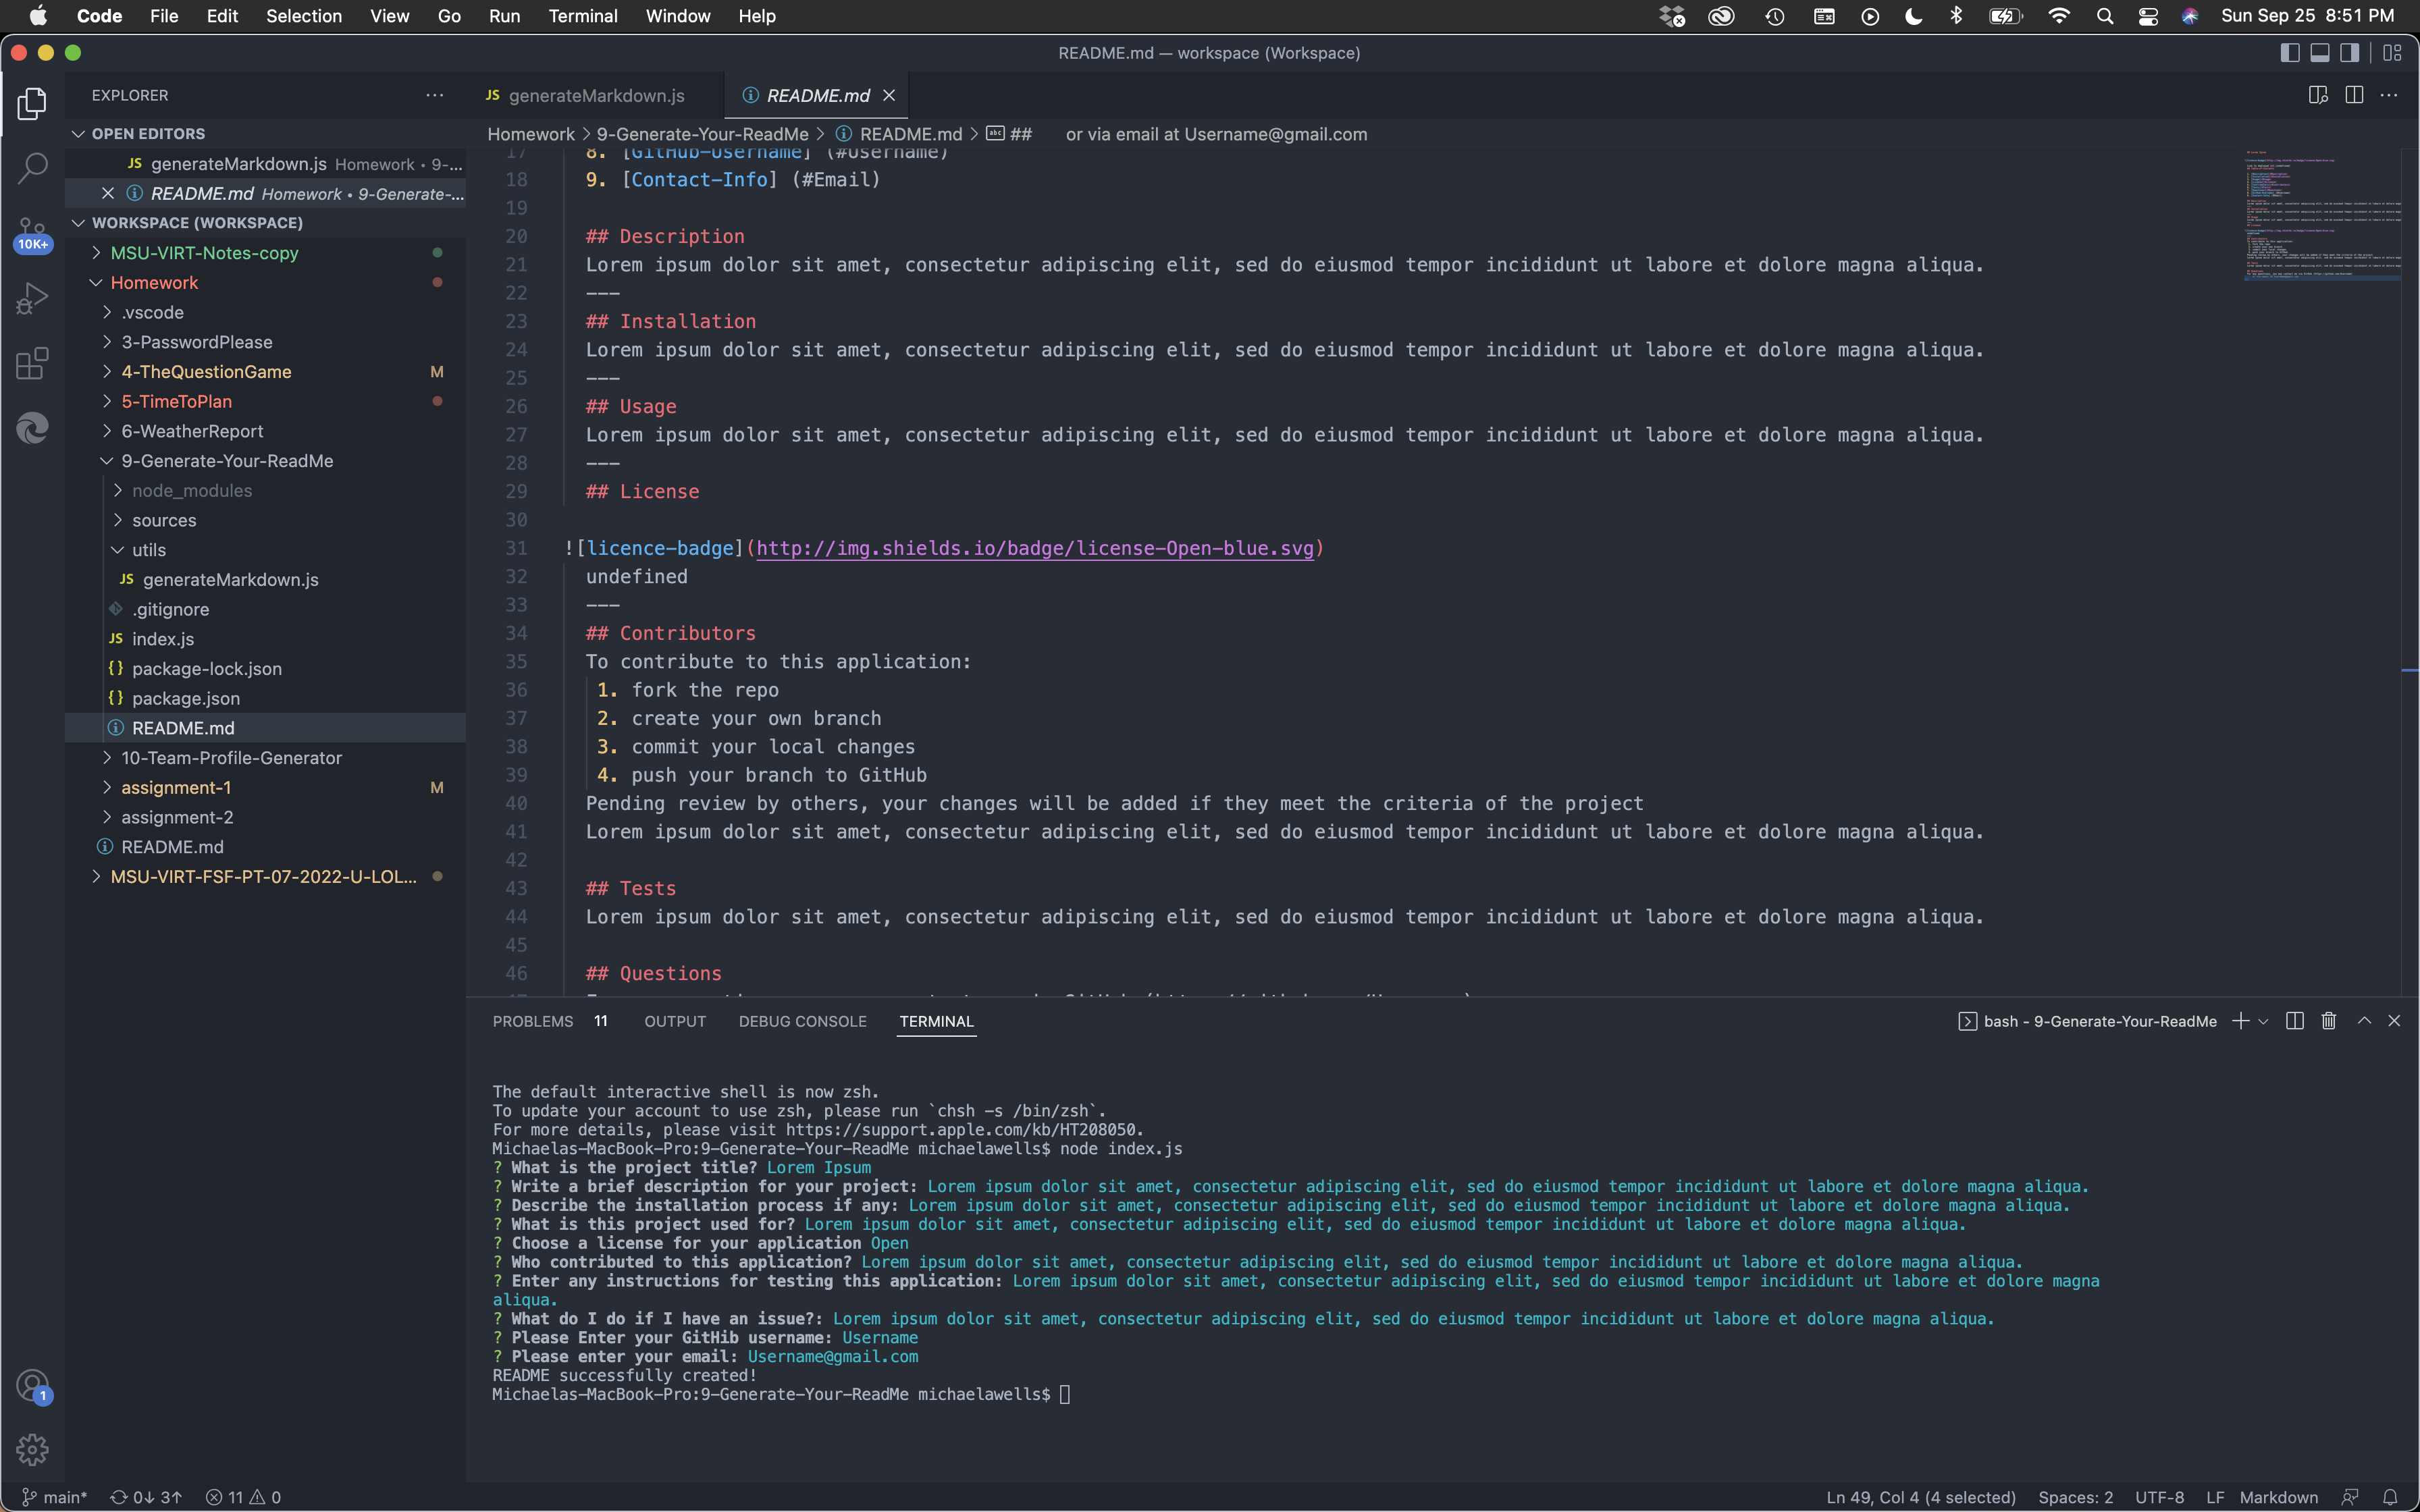 Code File Edit Selection View Go Run Terminal Window Help Sun Sep 25 8:51 PM
README.md — workspace (Workspace)
EXPLORER
OPEN EDITORS
JS generateMarkdown.js Homework • 9-...
README.md Homework • 9-Generate-...
WORKSPACE (WORKSPACE)
10K+
MSU-VIRT-Notes-copy
Homework
.vscode
3-PasswordPlease
4-TheQuestionGame M
5-TimeToPlan
6-WeatherReport
9-Generate-Your-ReadMe
node_modules
sources
utils
JS generateMarkdown.js
.gitignore
JS index.js
{} package-lock.json
{} package.json
README.md
10-Team-Profile-Generator
assignment-1 M
assignment-2
README.md
MSU-VIRT-FSF-PT-07-2022-U-LOL...
1
JS generateMarkdown.js README.md
Homework > 9-Generate-Your-ReadMe > README.md > abc ## or via email at Username@gmail.com
17 8. [GitHub-Username] (#Username)
18 9. [Contact-Info] (#Email)
19
20 ## Description
21 Lorem ipsum dolor sit amet, consectetur adipiscing elit, sed do eiusmod tempor incididunt ut labore et dolore magna aliqua.
22 ---
23 ## Installation
24 Lorem ipsum dolor sit amet, consectetur adipiscing elit, sed do eiusmod tempor incididunt ut labore et dolore magna aliqua.
25 ---
26 ## Usage
27 Lorem ipsum dolor sit amet, consectetur adipiscing elit, sed do eiusmod tempor incididunt ut labore et dolore magna aliqua.
28 ---
29 ## License
30
31 ![licence-badge](http://img.shields.io/badge/license-Open-blue.svg)
32 undefined
33 ---
34 ## Contributors
35 To contribute to this application:
36 1. fork the repo
37 2. create your own branch
38 3. commit your local changes
39 4. push your branch to GitHub
40 Pending review by others, your changes will be added if they meet the criteria of the project
41 Lorem ipsum dolor sit amet, consectetur adipiscing elit, sed do eiusmod tempor incididunt ut labore et dolore magna aliqua.
42
43 ## Tests
44 Lorem ipsum dolor sit amet, consectetur adipiscing elit, sed do eiusmod tempor incididunt ut labore et dolore magna aliqua.
45
46 ## Questions
PROBLEMS 11 OUTPUT DEBUG CONSOLE TERMINAL bash - 9-Generate-Your-ReadMe
The default interactive shell is now zsh.
To update your account to use zsh, please run `chsh -s /bin/zsh`.
For more details, please visit https://support.apple.com/kb/HT208050.
Michaelas-MacBook-Pro:9-Generate-Your-ReadMe michaelawells$ node index.js
? What is the project title? Lorem Ipsum
? Write a brief description for your project: Lorem ipsum dolor sit amet, consectetur adipiscing elit, sed do eiusmod tempor incididunt ut labore et dolore magna aliqua.
? Describe the installation process if any: Lorem ipsum dolor sit amet, consectetur adipiscing elit, sed do eiusmod tempor incididunt ut labore et dolore magna aliqua.
? What is this project used for? Lorem ipsum dolor sit amet, consectetur adipiscing elit, sed do eiusmod tempor incididunt ut labore et dolore magna aliqua.
? Choose a license for your application Open
? Who contributed to this application? Lorem ipsum dolor sit amet, consectetur adipiscing elit, sed do eiusmod tempor incididunt ut labore et dolore magna aliqua.
? Enter any instructions for testing this application: Lorem ipsum dolor sit amet, consectetur adipiscing elit, sed do eiusmod tempor incididunt ut labore et dolore magna
aliqua.
? What do I do if I have an issue?: Lorem ipsum dolor sit amet, consectetur adipiscing elit, sed do eiusmod tempor incididunt ut labore et dolore magna aliqua.
? Please Enter your GitHib username: Username
? Please enter your email: Username@gmail.com
README successfully created!
Michaelas-MacBook-Pro:9-Generate-Your-ReadMe michaelawells$
main* 0↓ 3↑ 11 0 Ln 49, Col 4 (4 selected) Spaces: 2 UTF-8 LF Markdown